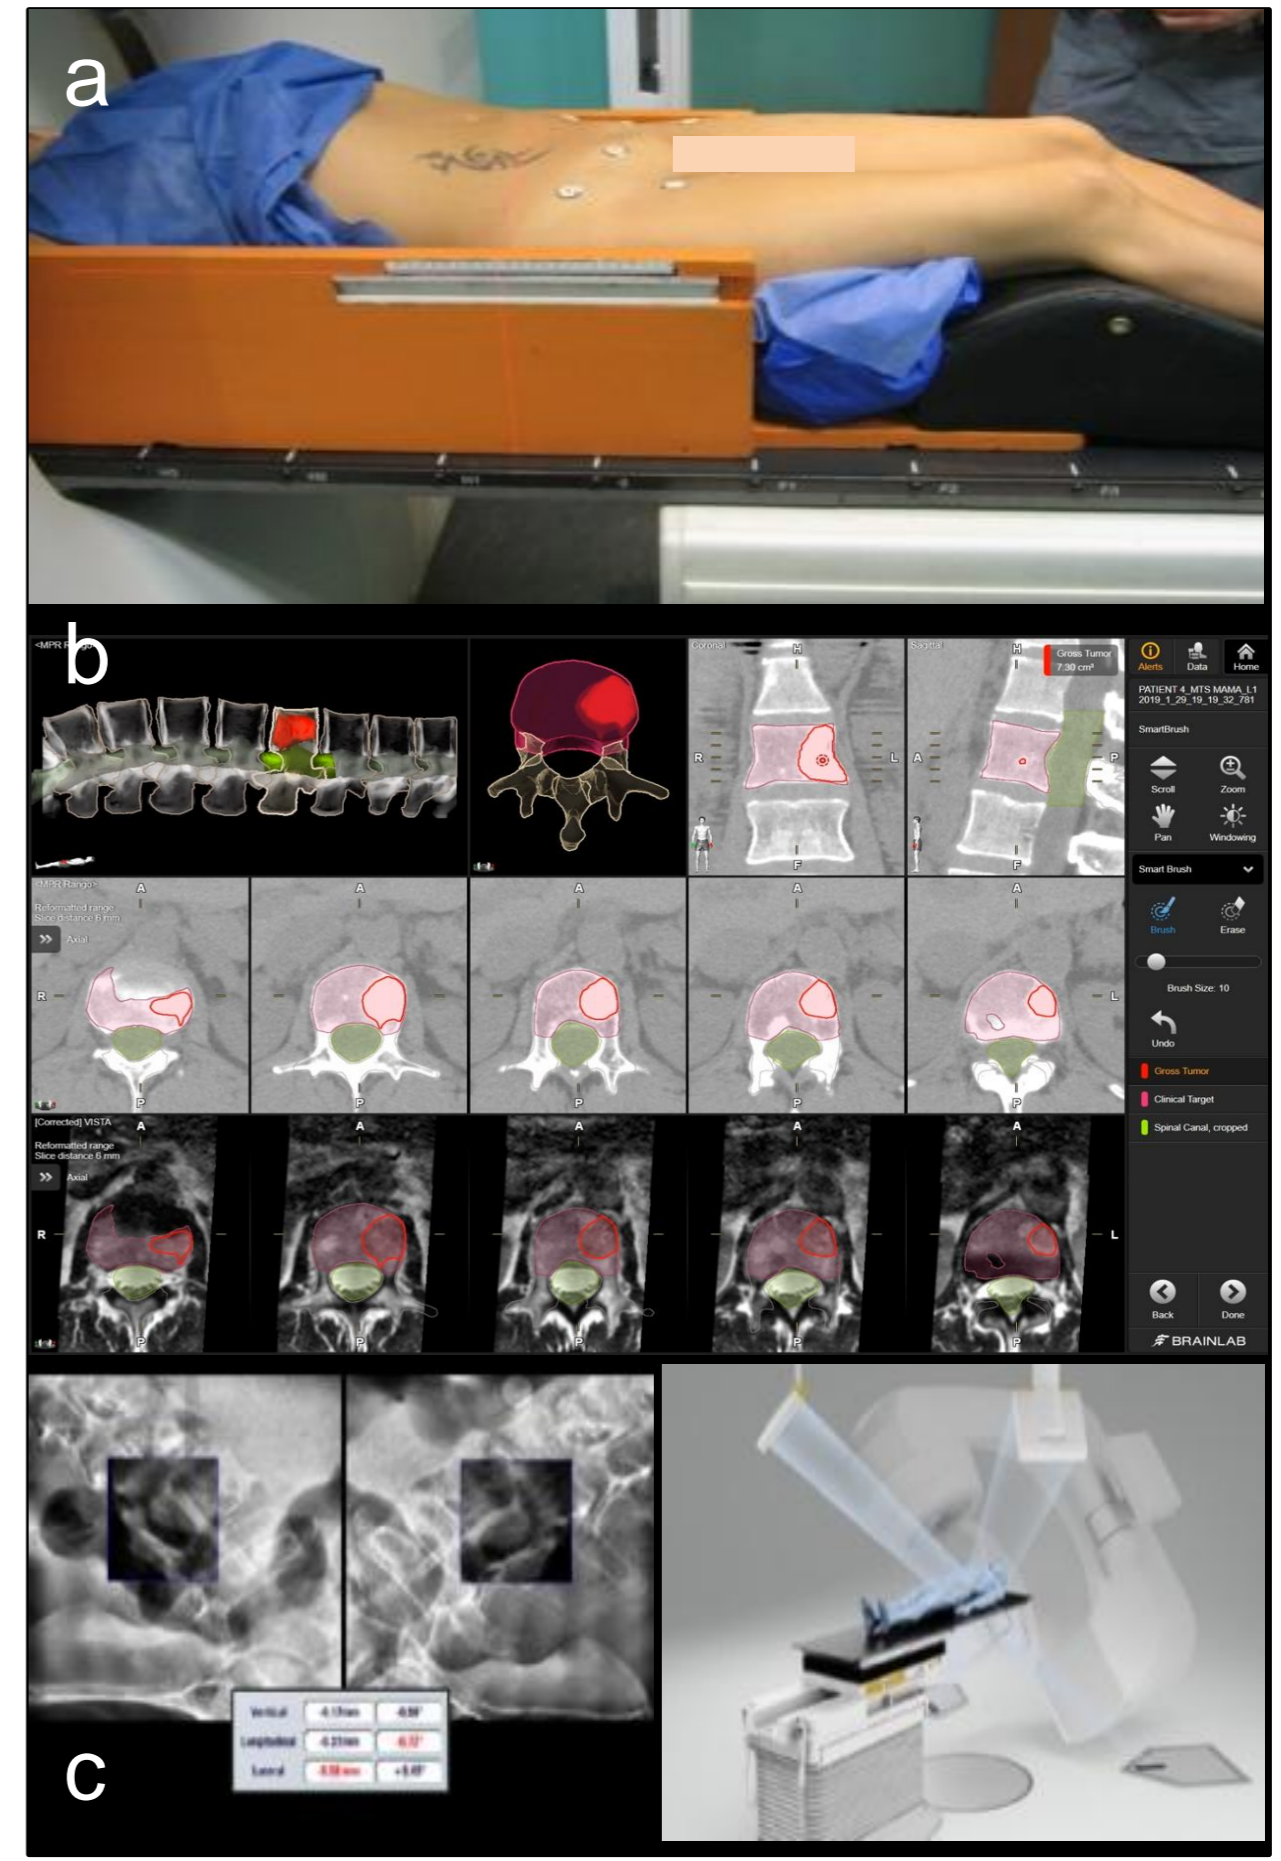 a
b
<MPR Rango>
Coronal
Sagittal
H
H
Gross Tumor
7.30 cm³
R
L
A
P
F
F
Alerts
Data
Home
PATIENT 4_MTS MAMA_L1
2019_1_29_19_19_32_781
SmartBrush
Scroll
Zoom
Pan
Windowing
Smart Brush
Brush
Erase
Brush Size: 10
Undo
Gross Tumor
Clinical Target
Spinal Canal, cropped
Back
Done
BRAINLAB
<MPR Rango>
Reformatted range
Slice distance 6 mm
Axial
A
A
A
A
A
R
L
P
P
P
P
P
[Corrected] VISTA
Reformatted range
Slice distance 6 mm
Axial
A
A
A
A
A
R
L
P
P
P
P
P
Vertical
Longitudinal
Lateral
c